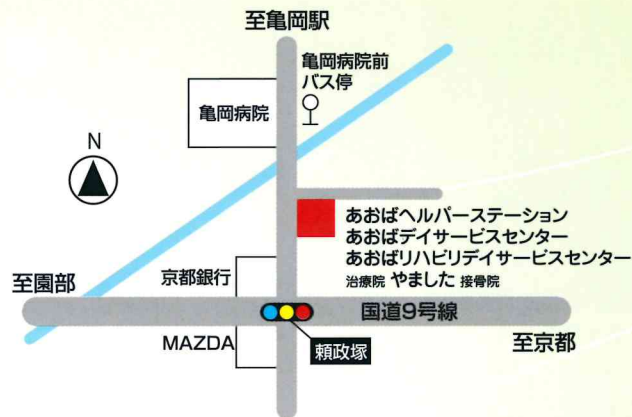 至亀岡駅
亀岡病院前
バス停
亀岡病院
N
あおばヘルパーステーション
あおばデイサービスセンター
あおばリハビリデイサービスセンター
治療院 やました 接骨院
京都銀行
至園部
国道9号線
MAZDA
頼政塚
至京都